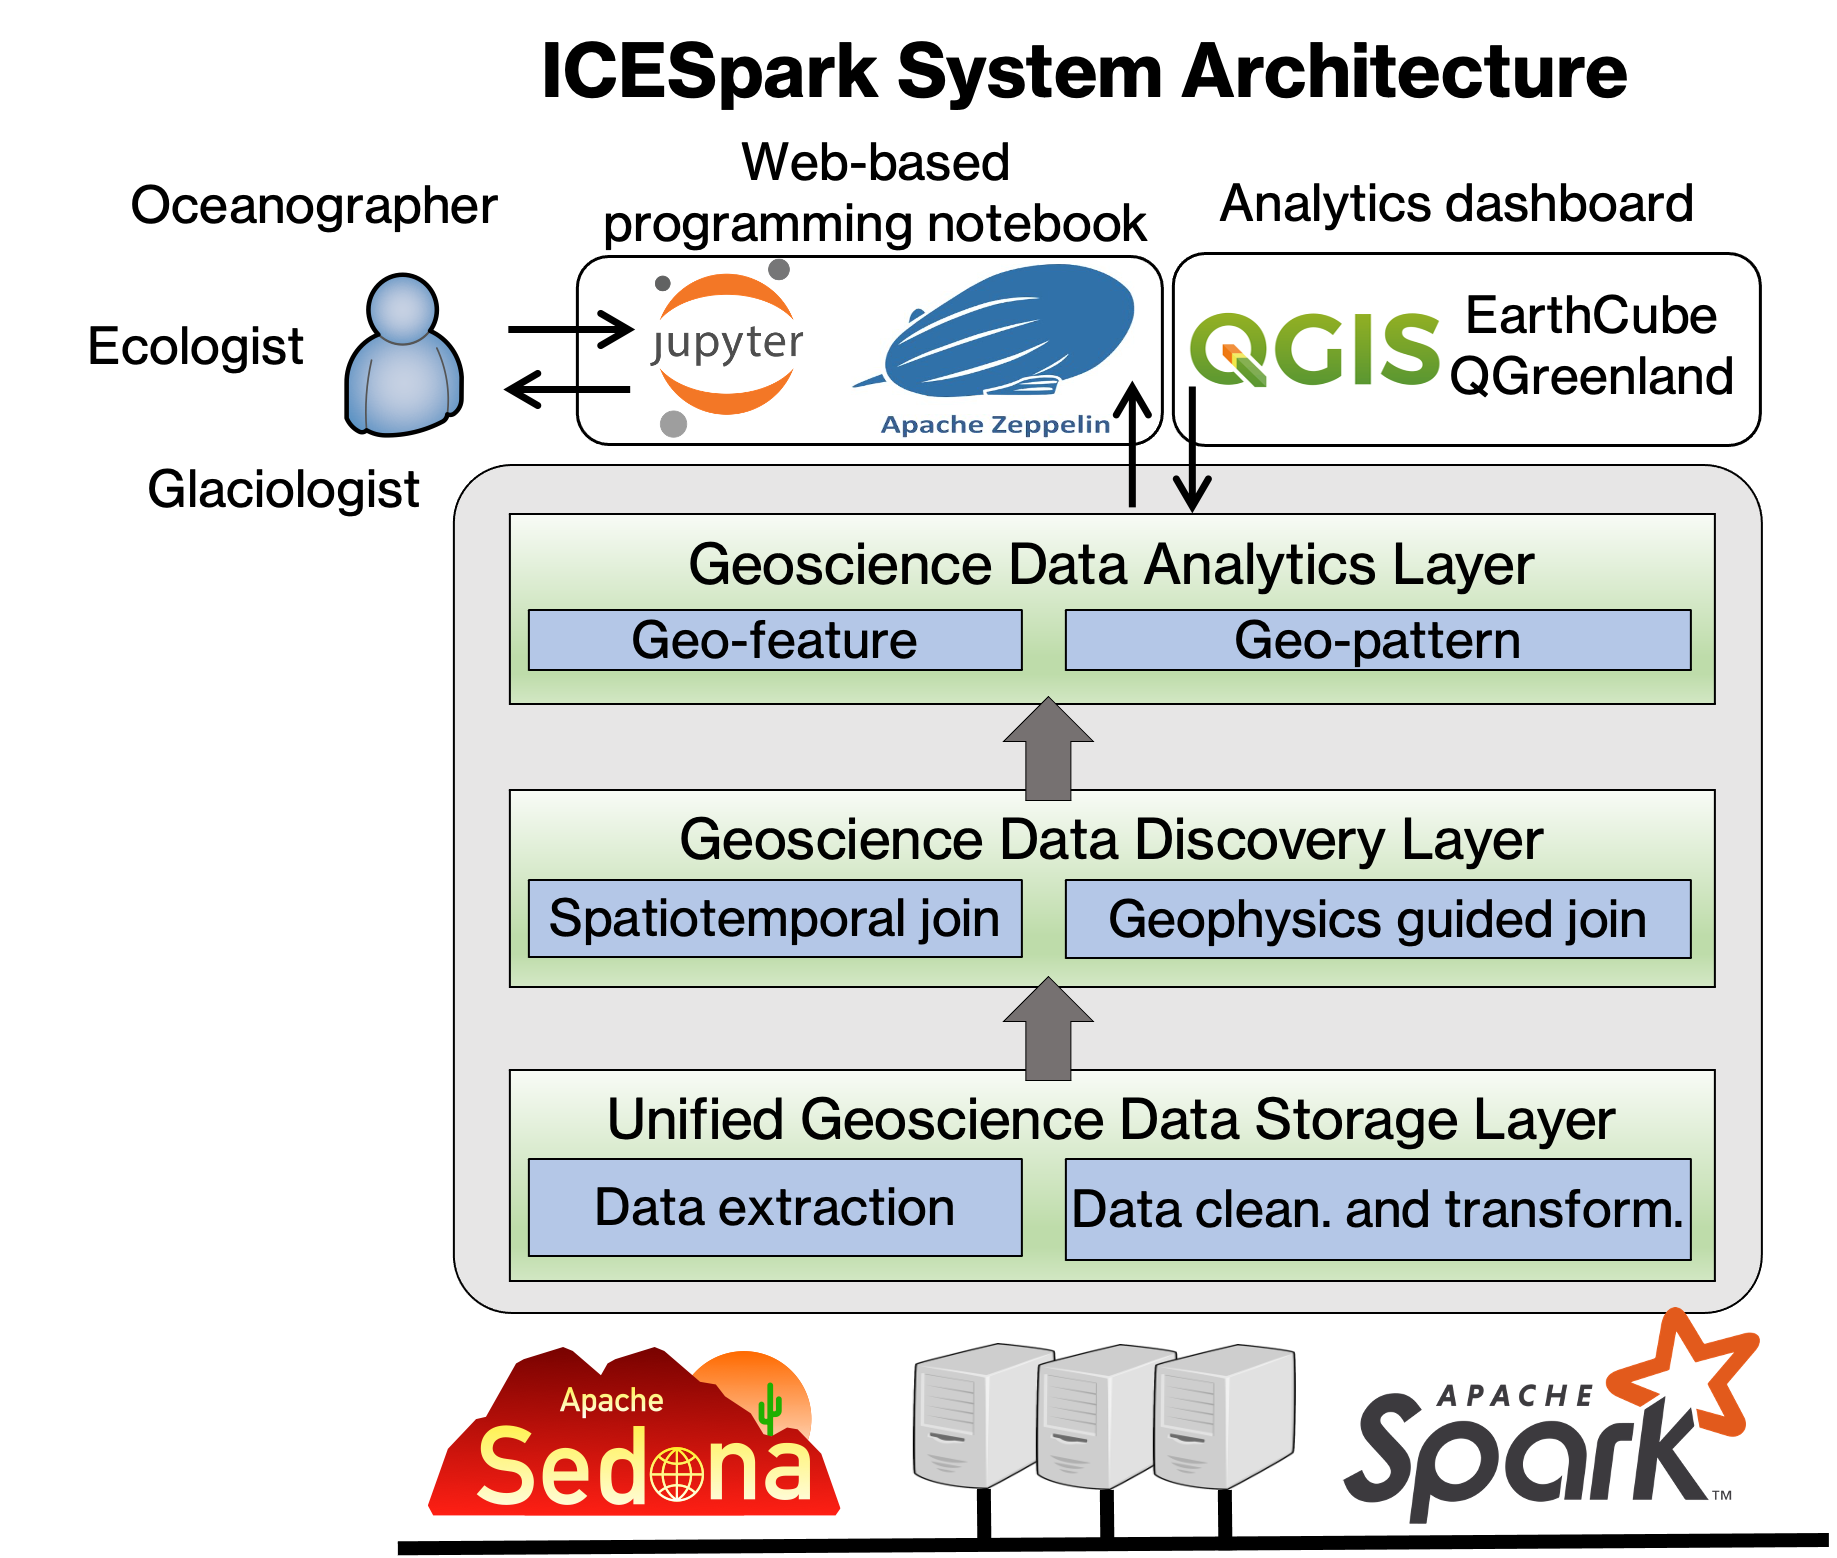 ICESpark System Architecture
Web-based
programming notebook
Analytics dashboard
Oceanographer
Ecologist
Glaciologist
jupyter
Apache Zeppelin
QGIS
EarthCube
QGreenland
Geoscience Data Analytics Layer
Geo-feature
Geo-pattern
Geoscience Data Discovery Layer
Spatiotemporal join
Geophysics guided join
Unified Geoscience Data Storage Layer
Data extraction
Data clean. and transform.
Apache
Sedona
APACHE
Spark™